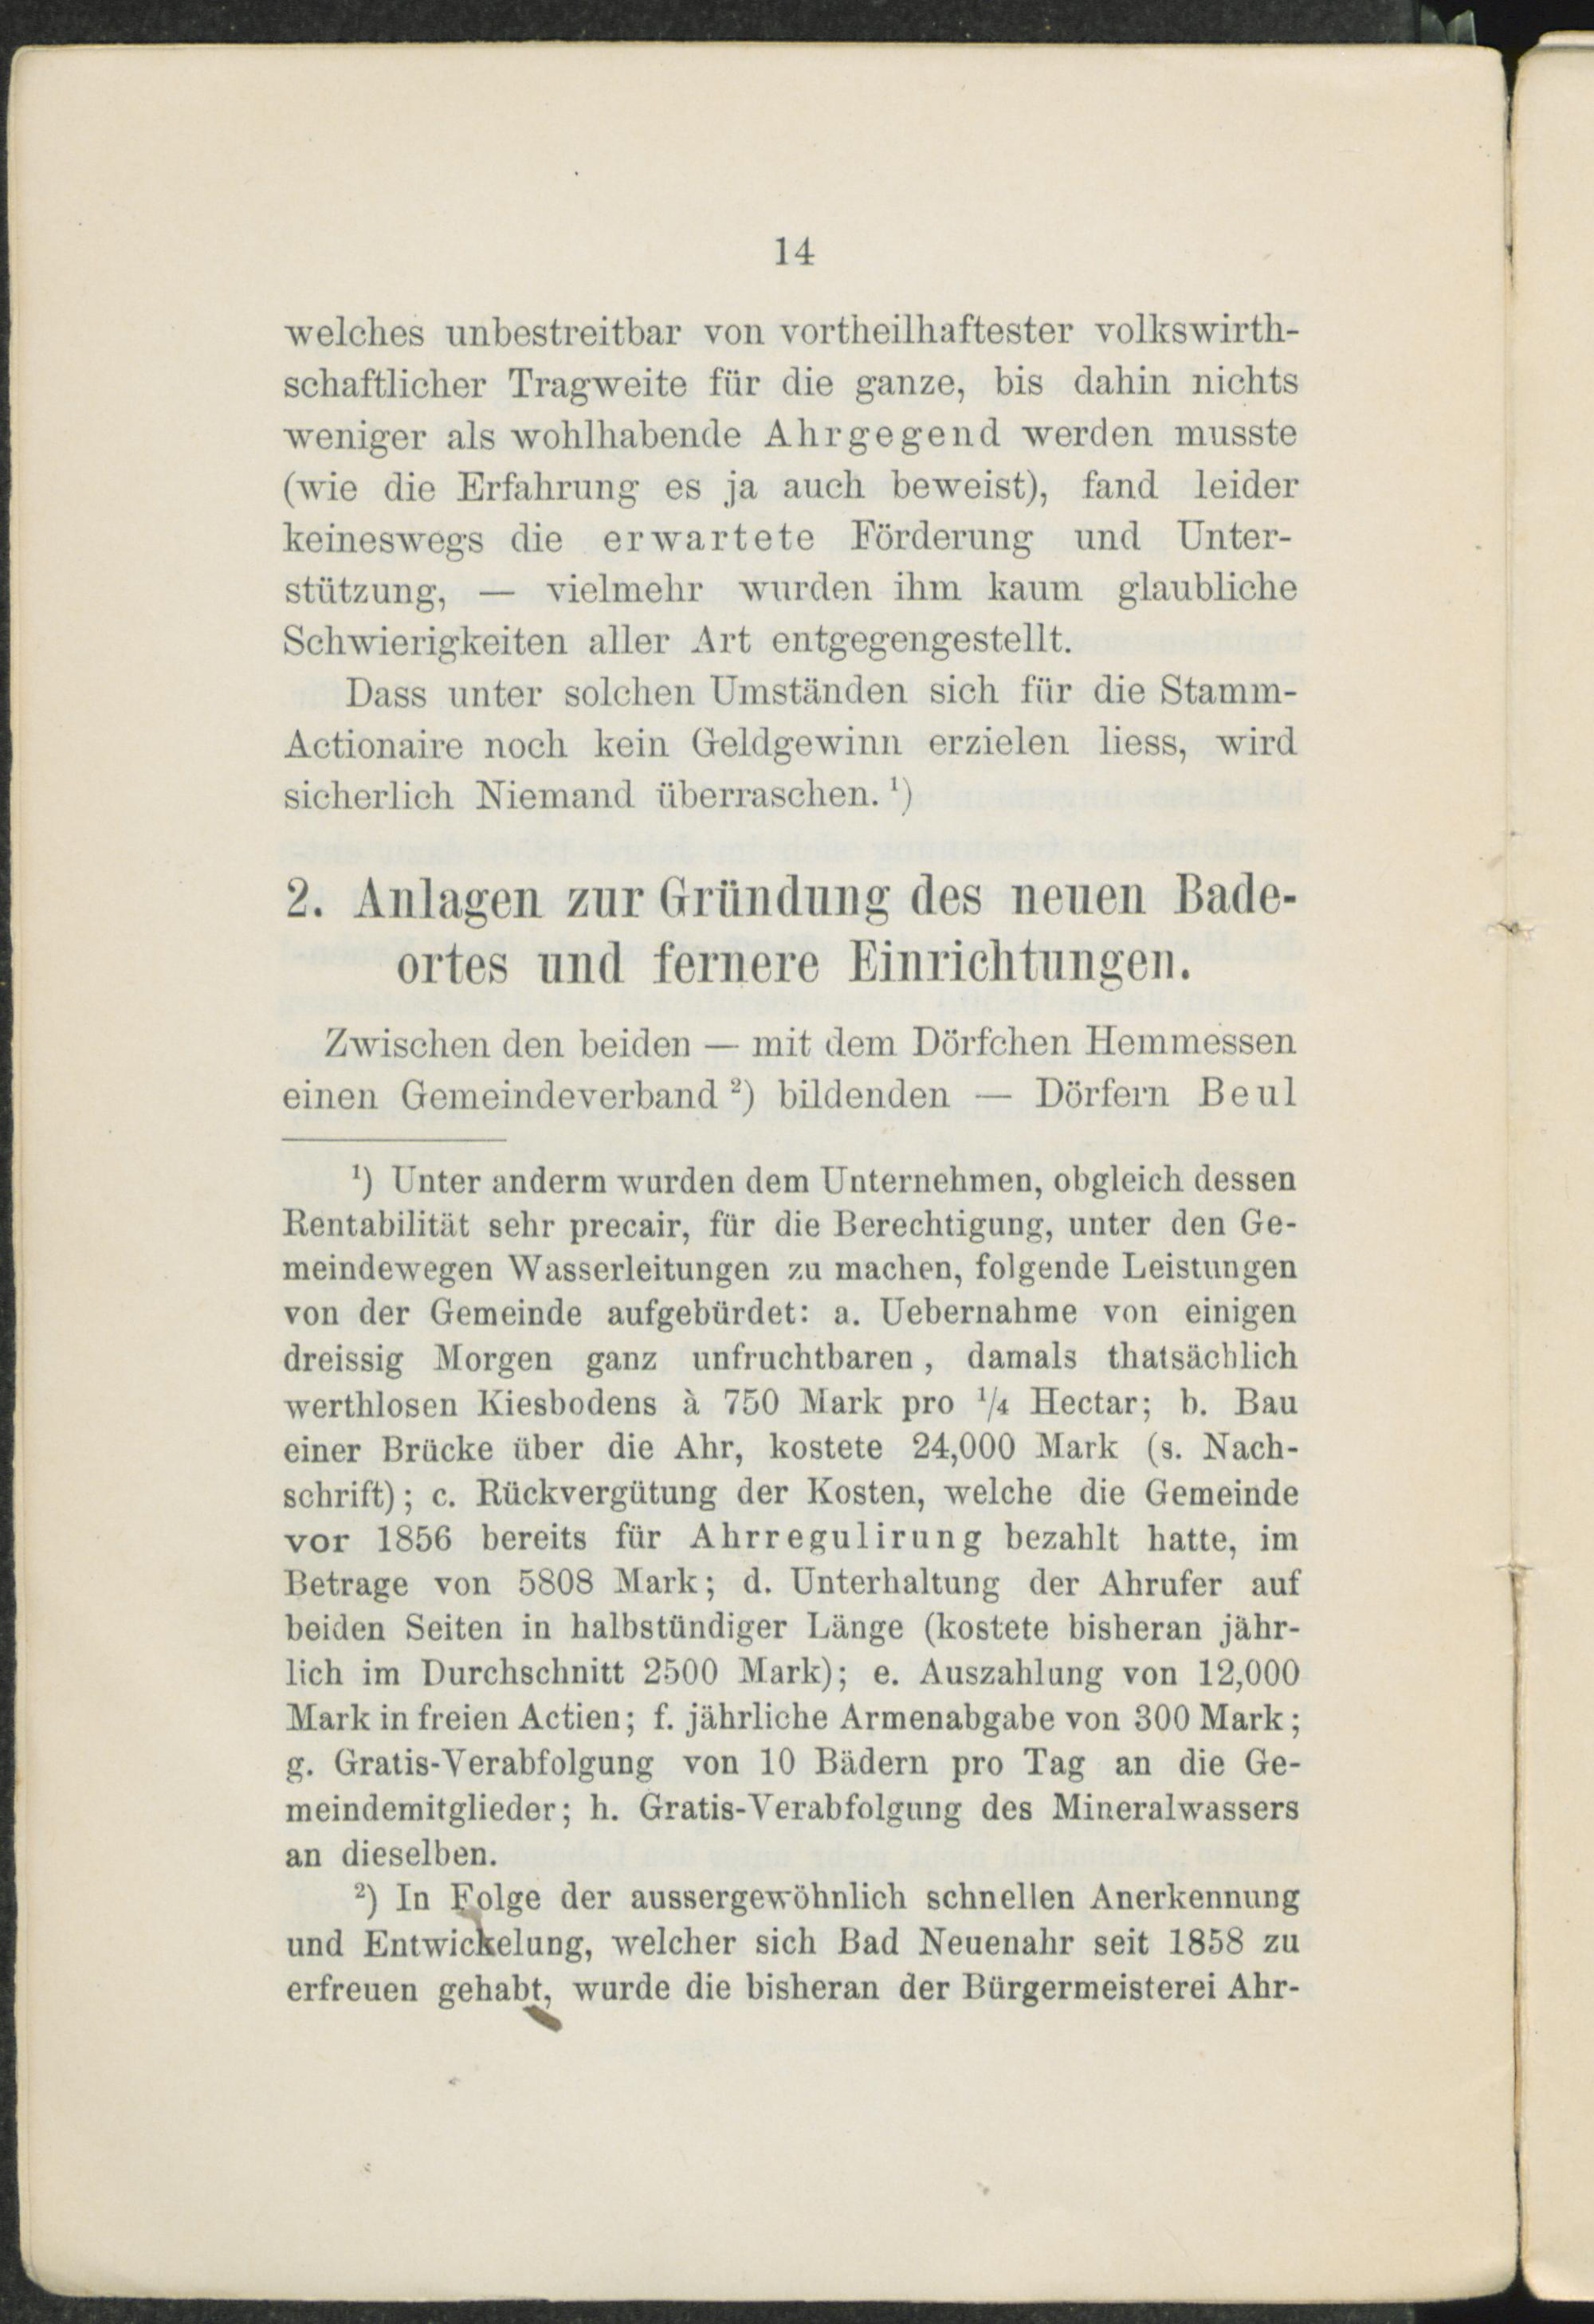 14
welches unbestreitbar von vortheilhaftester volkswirth-
schaftlicher Tragweite für die ganze, bis dahin nichts
weniger als wohlhabende Ahrgegend werden musste
(wie die Erfahrung es ja auch beweist), fand leider
keineswegs die erwartete Förderung und Unter-
stützung, — vielmehr wurden ihm kaum glaubliche
Schwierigkeiten aller Art entgegengestellt.
Dass unter solchen Umständen sich für die Stamm-
Actionaire noch kein Geldgewinn erzielen liess, wird
sicherlich Niemand überraschen. ¹)
2. Anlagen zur Gründung des neuen Bade-
ortes und fernere Einrichtungen.
Zwischen den beiden — mit dem Dörfchen Hemmessen
einen Gemeindeverband ²) bildenden — Dörfern Beul
¹) Unter anderm wurden dem Unternehmen, obgleich dessen
Rentabilität sehr precair, für die Berechtigung, unter den Ge-
meindewegen Wasserleitungen zu machen, folgende Leistungen
von der Gemeinde aufgebürdet: a. Uebernahme von einigen
dreissig Morgen ganz unfruchtbaren, damals thatsächlich
werthlosen Kiesbodens à 750 Mark pro ¼ Hectar; b. Bau
einer Brücke über die Ahr, kostete 24,000 Mark (s. Nach-
schrift); c. Rückvergütung der Kosten, welche die Gemeinde
vor 1856 bereits für Ahrregulirung bezahlt hatte, im
Betrage von 5808 Mark; d. Unterhaltung der Ahrufer auf
beiden Seiten in halbstündiger Länge (kostete bisheran jähr-
lich im Durchschnitt 2500 Mark); e. Auszahlung von 12,000
Mark in freien Actien; f. jährliche Armenabgabe von 300 Mark;
g. Gratis-Verabfolgung von 10 Bädern pro Tag an die Ge-
meindemitglieder; h. Gratis-Verabfolgung des Mineralwassers
an dieselben.
²) In Folge der aussergewöhnlich schnellen Anerkennung
und Entwickelung, welcher sich Bad Neuenahr seit 1858 zu
erfreuen gehabt, wurde die bisheran der Bürgermeisterei Ahr-